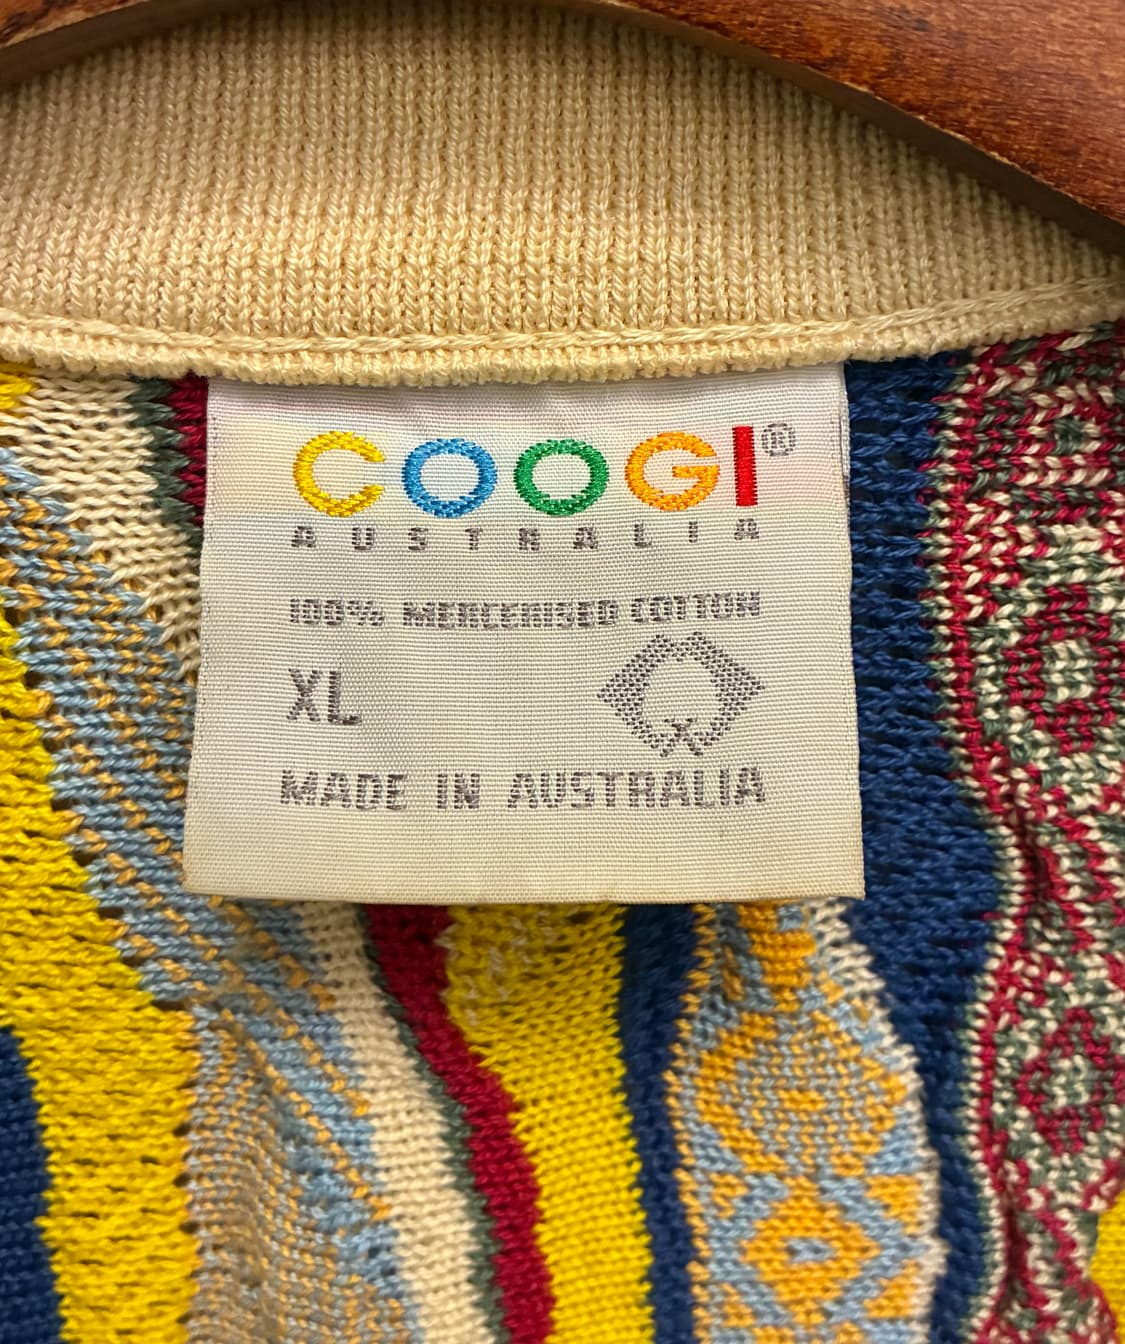 COOGI®
AUSTRALIA
100% MERCERISED COTTON
XL
MADE IN AUSTRALIA